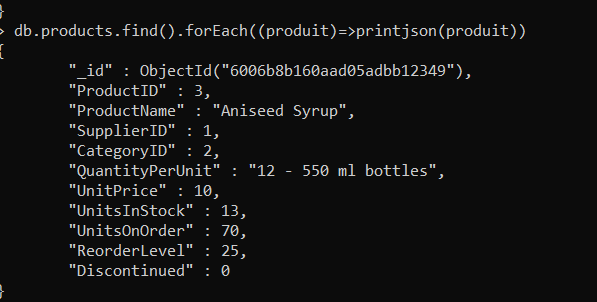 }
> db.products.find().forEach((produit)=>printjson(produit))
{
"_id" : ObjectId("6006b8b160aad05adbb12349"),
"ProductID" : 3,
"ProductName" : "Aniseed Syrup",
"SupplierID" : 1,
"CategoryID" : 2,
"QuantityPerUnit" : "12 - 550 ml bottles",
"UnitPrice" : 10,
"UnitsInStock" : 13,
"UnitsOnOrder" : 70,
"ReorderLevel" : 25,
"Discontinued" : 0
}